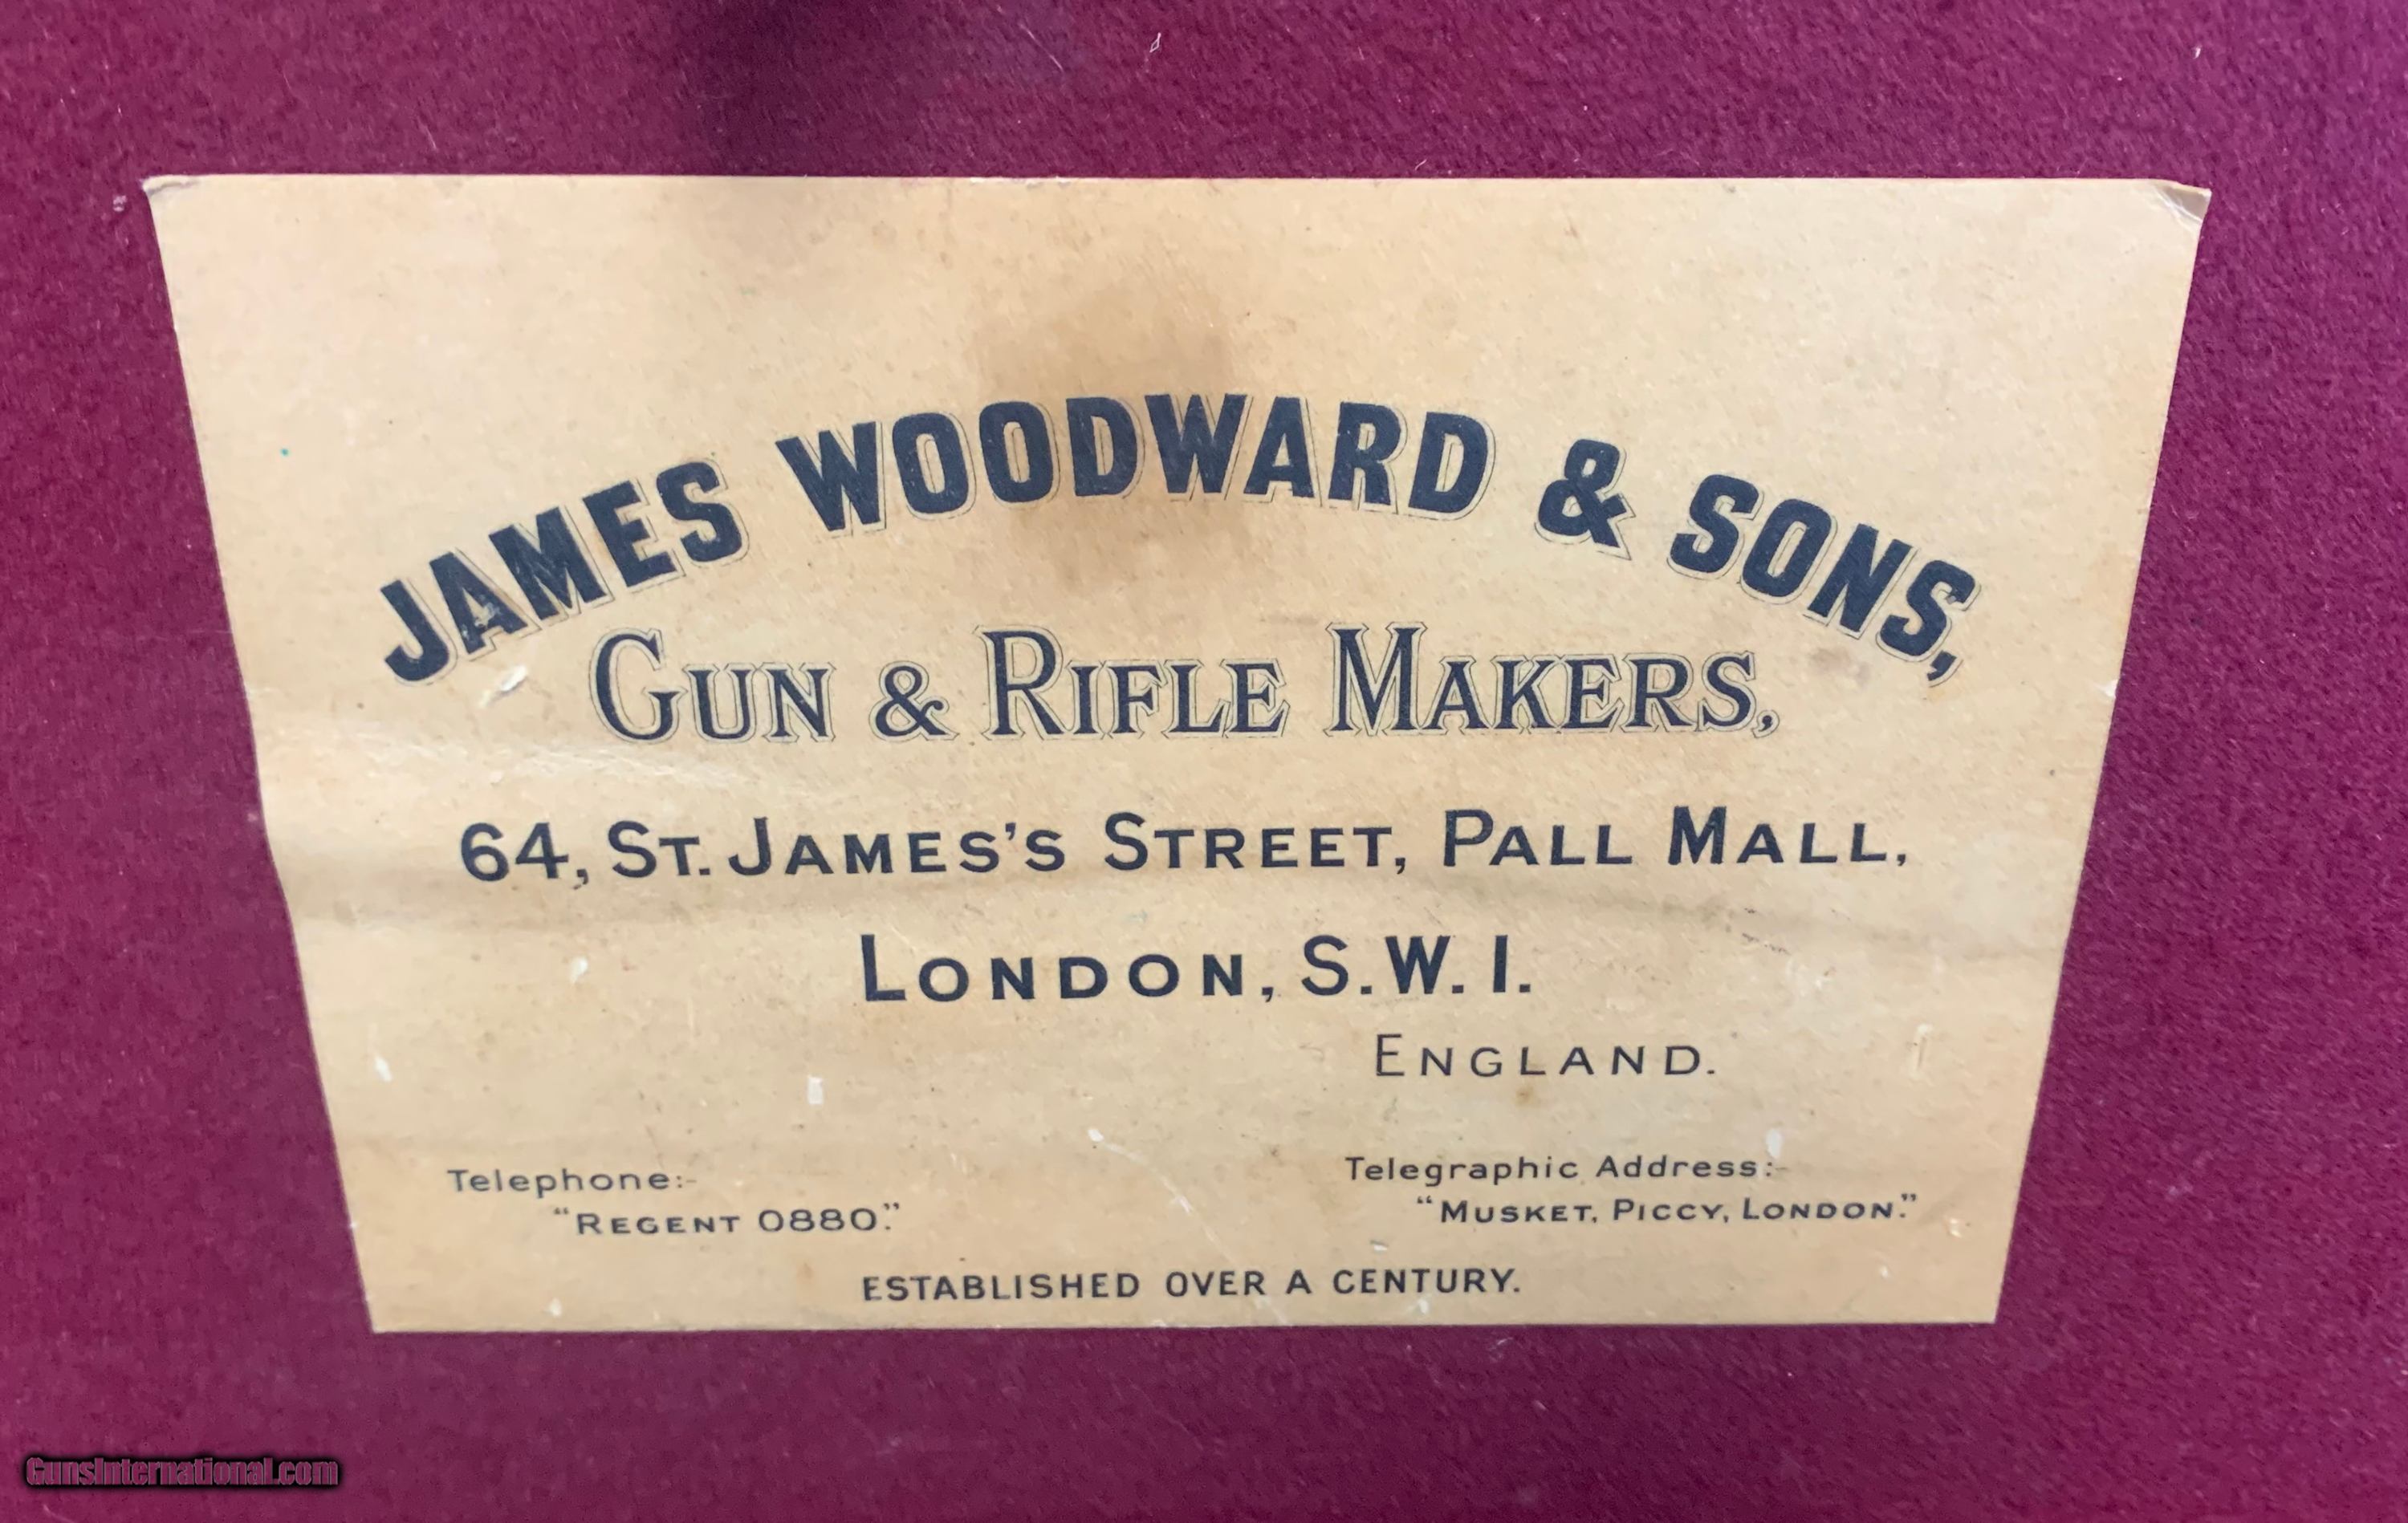 JAMES WOODWARD & SONS,
GUN & RIFLE MAKERS,
64, ST. JAMES'S STREET, PALL MALL,
LONDON, S.W. 1.
ENGLAND.
Telephone:-
"REGENT 0880."
Telegraphic Address:-
"MUSKET, PICCY, LONDON."
ESTABLISHED OVER A CENTURY.
GunsInternational.com